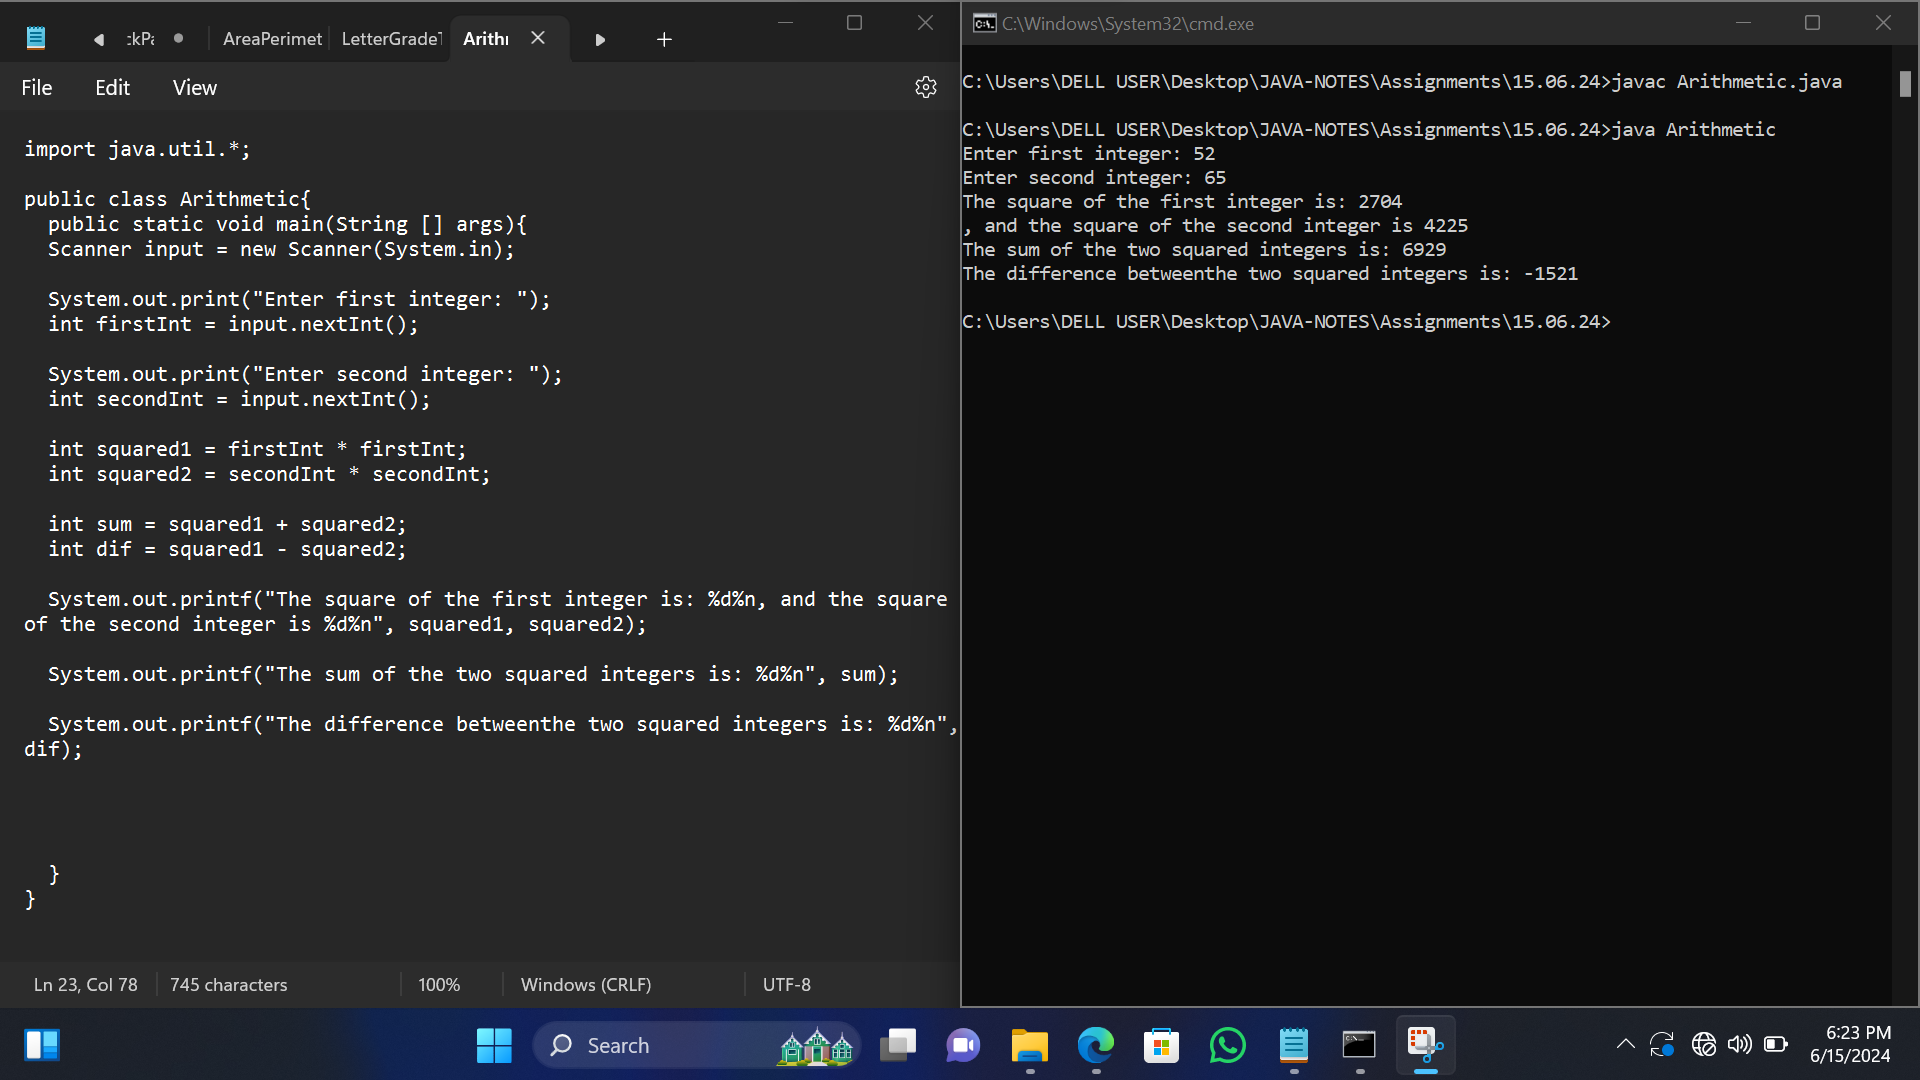 :kPa
AreaPerimet
LetterGradeT
Arith
File
Edit
View
import java.util.*;
public class Arithmetic{
public static void main(String [] args){
Scanner input = new Scanner(System.in);
System.out.print("Enter first integer: ");
int firstInt = input.nextInt();
System.out.print("Enter second integer: ");
int secondInt = input.nextInt();
int squared1 = firstInt * firstInt;
int squared2 = secondInt * secondInt;
int sum = squared1 + squared2;
int dif = squared1 - squared2;
System.out.printf("The square of the first integer is: %d%n, and the square
of the second integer is %d%n", squared1, squared2);
System.out.printf("The sum of the two squared integers is: %d%n", sum);
System.out.printf("The difference betweenthe two squared integers is: %d%n",
dif);
}
}
Ln 23, Col 78
745 characters
100%
Windows (CRLF)
UTF-8
C:\Windows\System32\cmd.exe
C:\Users\DELL USER\Desktop\JAVA-NOTES\Assignments\15.06.24>javac Arithmetic.java
C:\Users\DELL USER\Desktop\JAVA-NOTES\Assignments\15.06.24>java Arithmetic
Enter first integer: 52
Enter second integer: 65
The square of the first integer is: 2704
, and the square of the second integer is 4225
The sum of the two squared integers is: 6929
The difference betweenthe two squared integers is: -1521
C:\Users\DELL USER\Desktop\JAVA-NOTES\Assignments\15.06.24>
Search
6:23 PM
6/15/2024